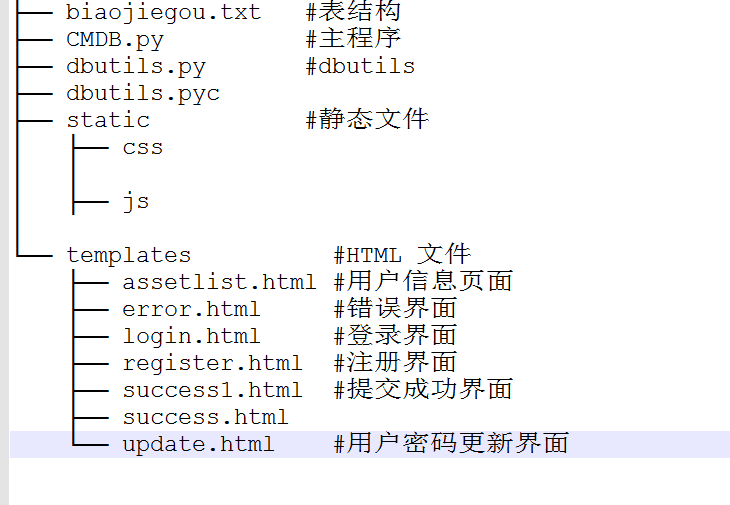 ├── biaojiegou.txt   #表结构
├── CMDB.py          #主程序
├── dbutils.py       #dbutils
├── dbutils.pyc
├── static           #静态文件
│   ├── css
│   ├── js
└── templates          #HTML 文件
    ├── assetlist.html #用户信息页面
    ├── error.html     #错误界面
    ├── login.html     #登录界面
    ├── register.html  #注册界面
    ├── success1.html  #提交成功界面
    ├── success.html
    └── update.html    #用户密码更新界面